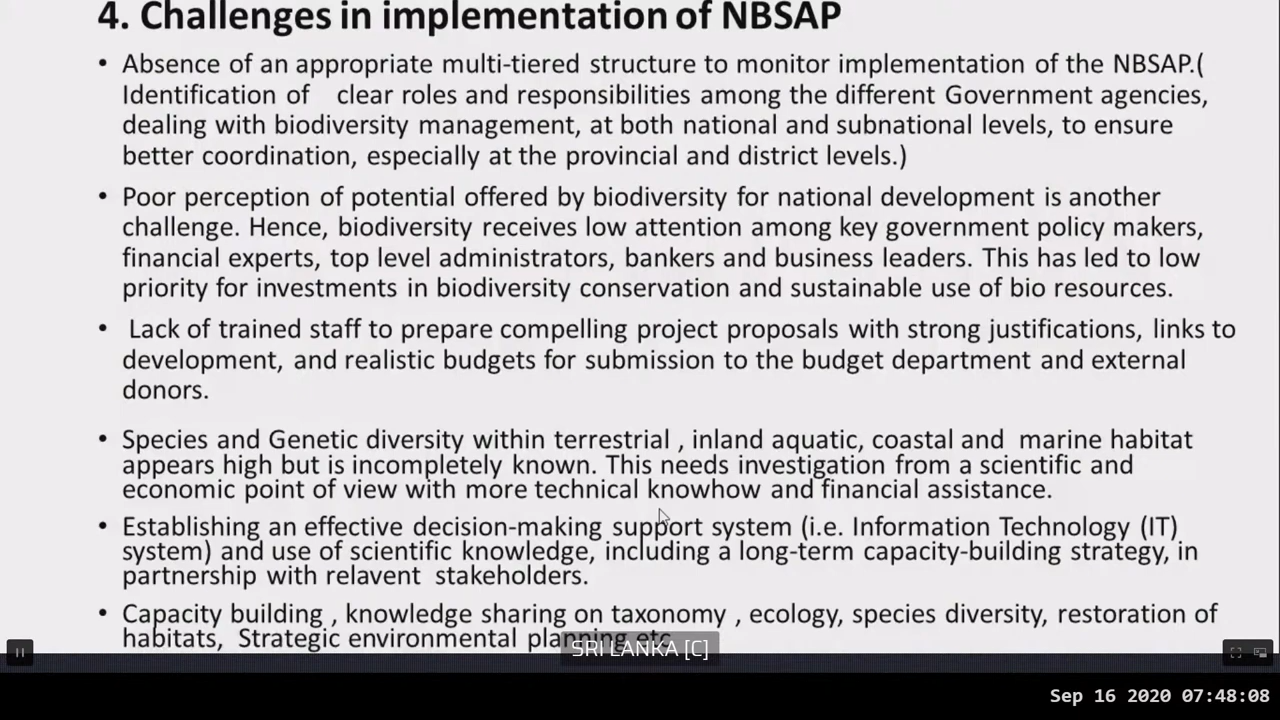 4. Challenges in implementation of NBSAP
• Absence of an appropriate multi-tiered structure to monitor implementation of the NBSAP.(
Identification of clear roles and responsibilities among the different Government agencies,
dealing with biodiversity management, at both national and subnational levels, to ensure
better coordination, especially at the provincial and district levels.)
• Poor perception of potential offered by biodiversity for national development is another
challenge. Hence, biodiversity receives low attention among key government policy makers,
financial experts, top level administrators, bankers and business leaders. This has led to low
priority for investments in biodiversity conservation and sustainable use of bio resources.
• Lack of trained staff to prepare compelling project proposals with strong justifications, links to
development, and realistic budgets for submission to the budget department and external
donors.
• Species and Genetic diversity within terrestrial , inland aquatic, coastal and marine habitat
appears high but is incompletely known. This needs investigation from a scientific and
economic point of view with more technical knowhow and financial assistance.
• Establishing an effective decision-making support system (i.e. Information Technology (IT)
system) and use of scientific knowledge, including a long-term capacity-building strategy, in
partnership with relavent stakeholders.
• Capacity building , knowledge sharing on taxonomy , ecology, species diversity, restoration of
habitats, Strategic environmental planning etc
SRI LANKA [C]
Sep 16 2020 07:48:08